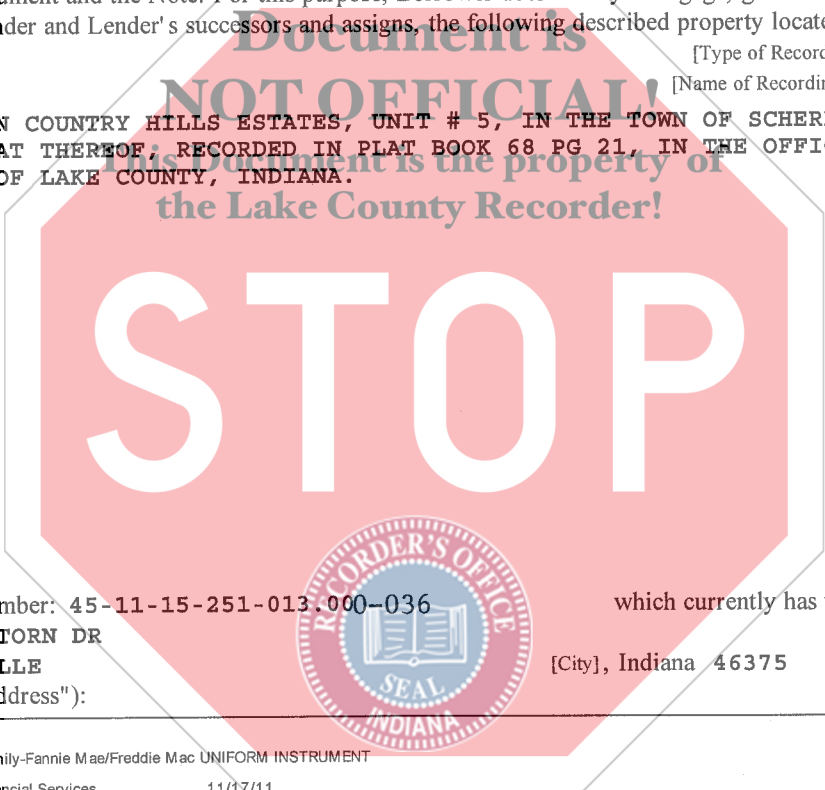 nder and Lender's successors and assigns, the following described property locate
Document is
[Type of Record
NOT OFFICIAL!
[Name of Recordin
N COUNTRY HILLS ESTATES, UNIT # 5, IN THE TOWN OF SCHER
AT THEREOF, RECORDED IN PLAT BOOK 68 PG 21, IN THE OFFI
This Document is the property of
OF LAKE COUNTY, INDIANA.
the Lake County Recorder!
STOP
RECORDER'S OFFICE
SEAL
INDIANA
mber: 45-11-15-251-013.000-036 which currently has
TORN DR
LLE [City], Indiana 46375
ddress"):
nily-Fannie Mae/Freddie Mac UNIFORM INSTRUMENT
ncial Services 11/17/11